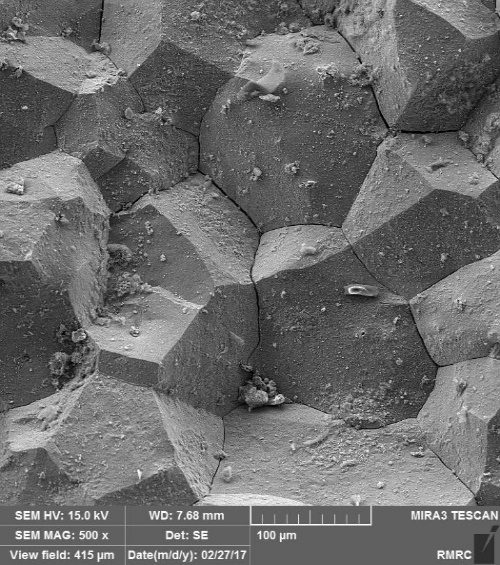 SEM HV: 15.0 kV WD: 7.68 mm MIRA3 TESCAN
SEM MAG: 500 x Det: SE 100 µm
View field: 415 µm Date(m/d/y): 02/27/17 RMRC